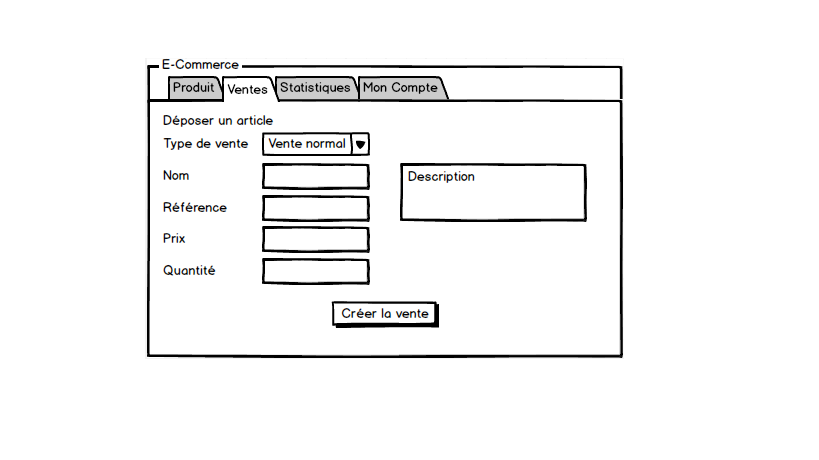 E-Commerce
Produit Ventes Statistiques Mon Compte
Déposer un article
Type de vente Vente normal
Nom Description
Référence
Prix
Quantité
Créer la vente